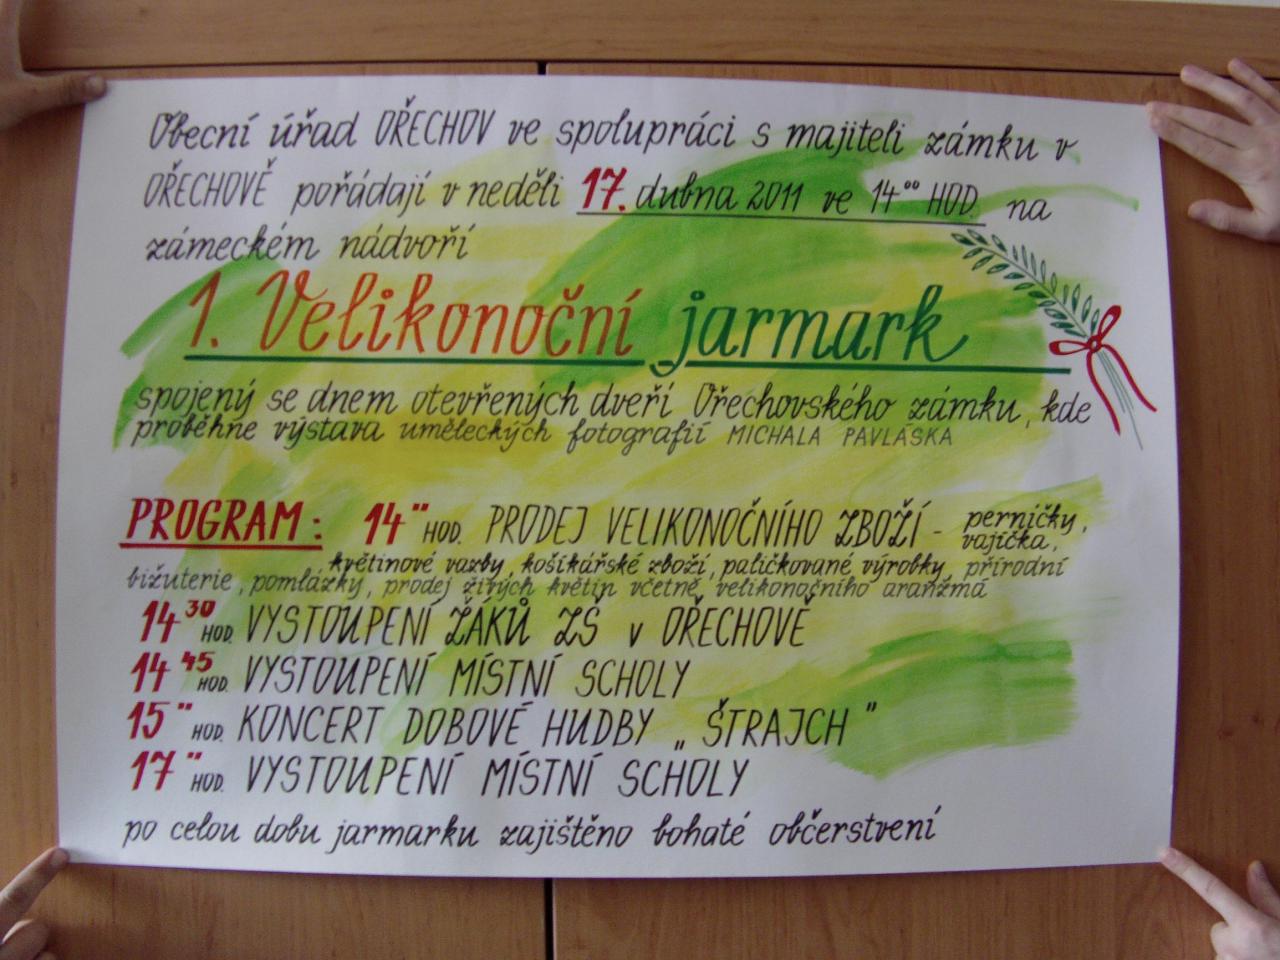 Obecní úřad OŘECHOV ve spolupráci s majiteli zámku v
OŘECHOVĚ pořádají v neděli 17. dubna 2011 ve 14°° HOD. na
zámeckém nádvoří
1. Velikonoční jarmark
spojený se dnem otevřených dveří Ořechovského zámku, kde
proběhne výstava uměleckých fotografií MICHALA PAVLÁSKA
PROGRAM: 14" HOD. PRODEJ VELIKONOČNÍHO ZBOŽÍ - perníčky,
vajíčka,
květinové vazby, košíkářské zboží, paličkované výrobky, přírodní
bižuterie, pomlázky, prodej živých květin včetně velikonočního aranžmá
14³⁰ HOD. VYSTOUPENÍ ŽÁKŮ ZŠ v OŘECHOVĚ
14⁴⁵ HOD. VYSTOUPENÍ MÍSTNÍ SCHOLY
15" HOD. KONCERT DOBOVÉ HUDBY „ŠTRAJCH"
17" HOD. VYSTOUPENÍ MÍSTNÍ SCHOLY
po celou dobu jarmarku zajištěno bohaté občerstvení